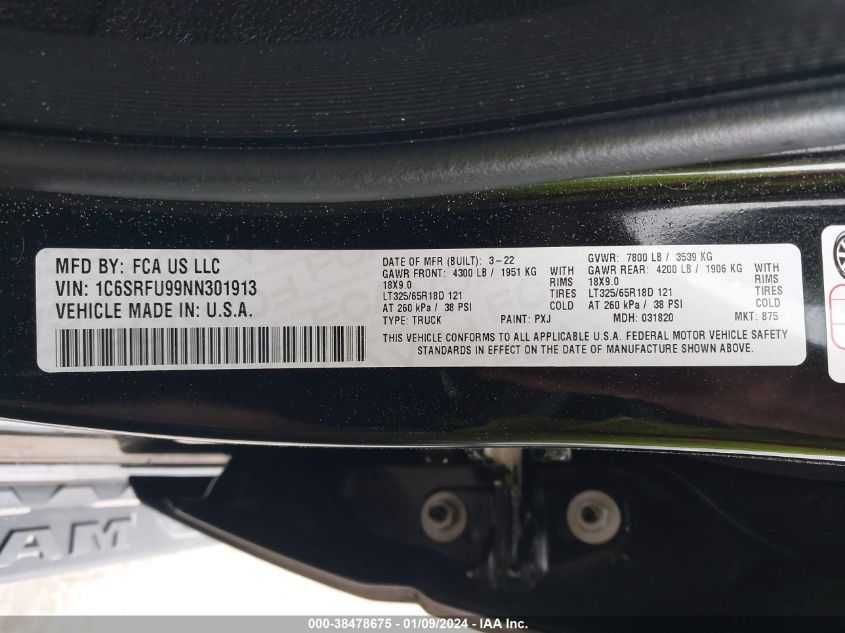 MFD BY: FCA US LLC
VIN: 1C6SRFU99NN301913
VEHICLE MADE IN: U.S.A.
DATE OF MFR (BUILT): 3-22
GVWR: 7800 LB / 3539 KG
GAWR FRONT: 4300 LB / 1951 KG WITH
GAWR REAR: 4200 LB / 1906 KG WITH
18X9.0 RIMS
18X9.0 RIMS
LT325/65R18D 121 TIRES
LT325/65R18D 121 TIRES
AT 260 kPa / 38 PSI COLD
AT 260 kPa / 38 PSI COLD
TYPE: TRUCK PAINT: PXJ MDH: 031820 MKT: 875
THIS VEHICLE CONFORMS TO ALL APPLICABLE U.S.A. FEDERAL MOTOR VEHICLE SAFETY
STANDARDS IN EFFECT ON THE DATE OF MANUFACTURE SHOWN ABOVE.
AM
000-38478675 - 01/09/2024 - IAA Inc.